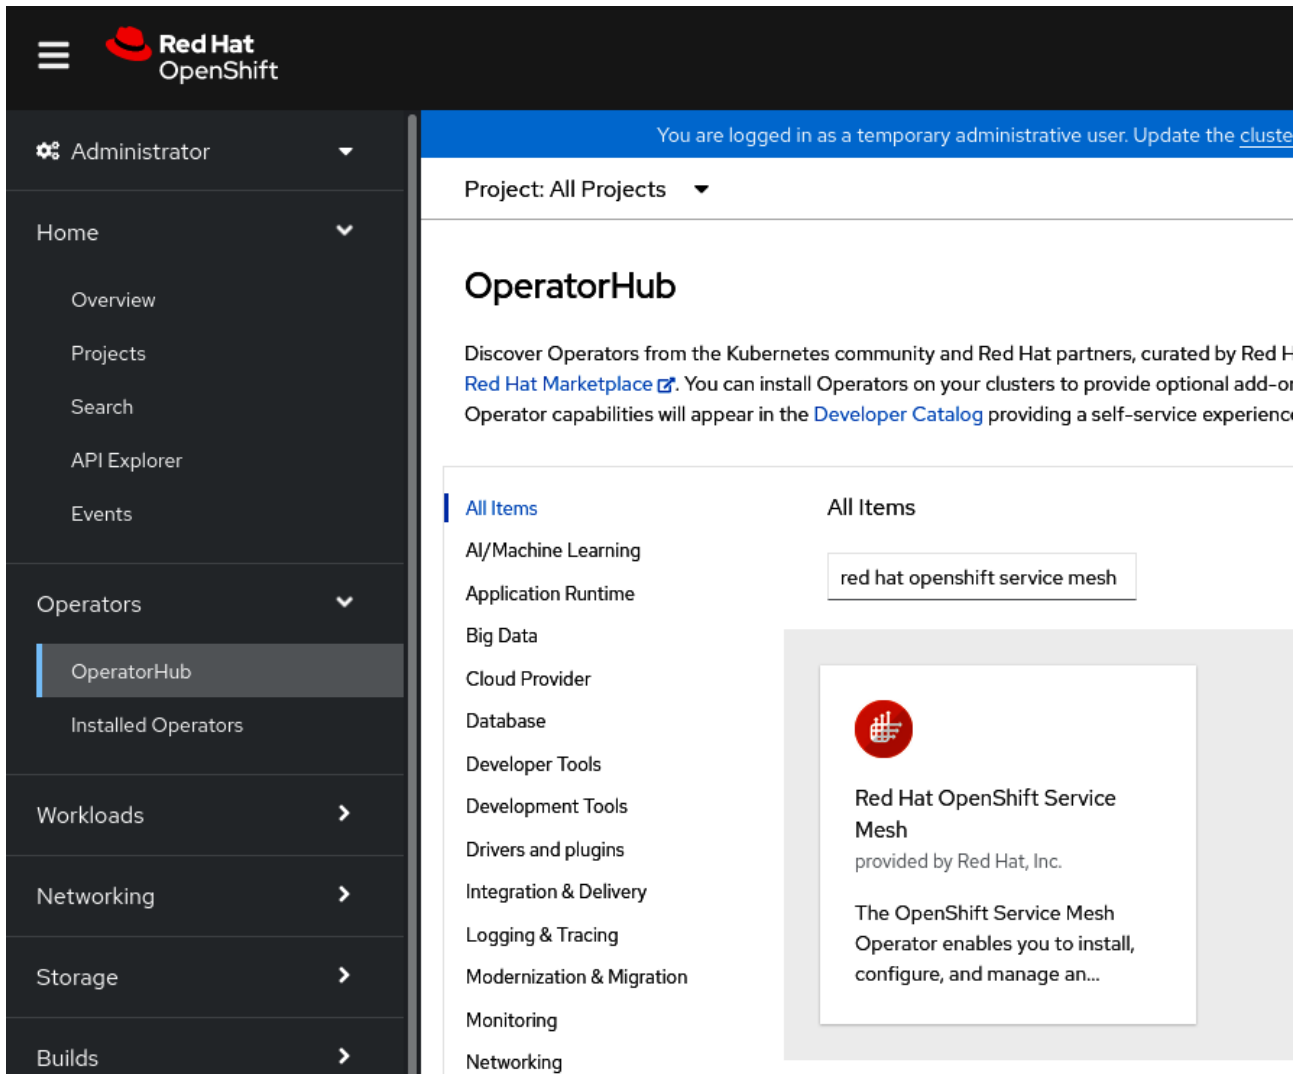 Red Hat
OpenShift
Administrator
Home
Overview
Projects
Search
API Explorer
Events
Operators
OperatorHub
Installed Operators
Workloads
Networking
Storage
Builds
You are logged in as a temporary administrative user. Update the cluste
Project: All Projects
OperatorHub
Discover Operators from the Kubernetes community and Red Hat partners, curated by Red H
Red Hat Marketplace. You can install Operators on your clusters to provide optional add-on
Operator capabilities will appear in the Developer Catalog providing a self-service experience
All Items
AI/Machine Learning
Application Runtime
Big Data
Cloud Provider
Database
Developer Tools
Development Tools
Drivers and plugins
Integration & Delivery
Logging & Tracing
Modernization & Migration
Monitoring
Networking
All Items
red hat openshift service mesh
Red Hat OpenShift Service
Mesh
provided by Red Hat, Inc.
The OpenShift Service Mesh
Operator enables you to install,
configure, and manage an...